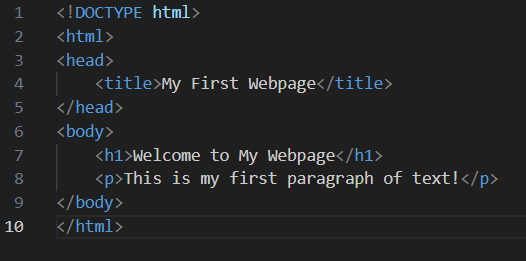 1 <!DOCTYPE html>
2 <html>
3 <head>
4     <title>My First Webpage</title>
5 </head>
6 <body>
7     <h1>Welcome to My Webpage</h1>
8     <p>This is my first paragraph of text!</p>
9 </body>
10 </html>